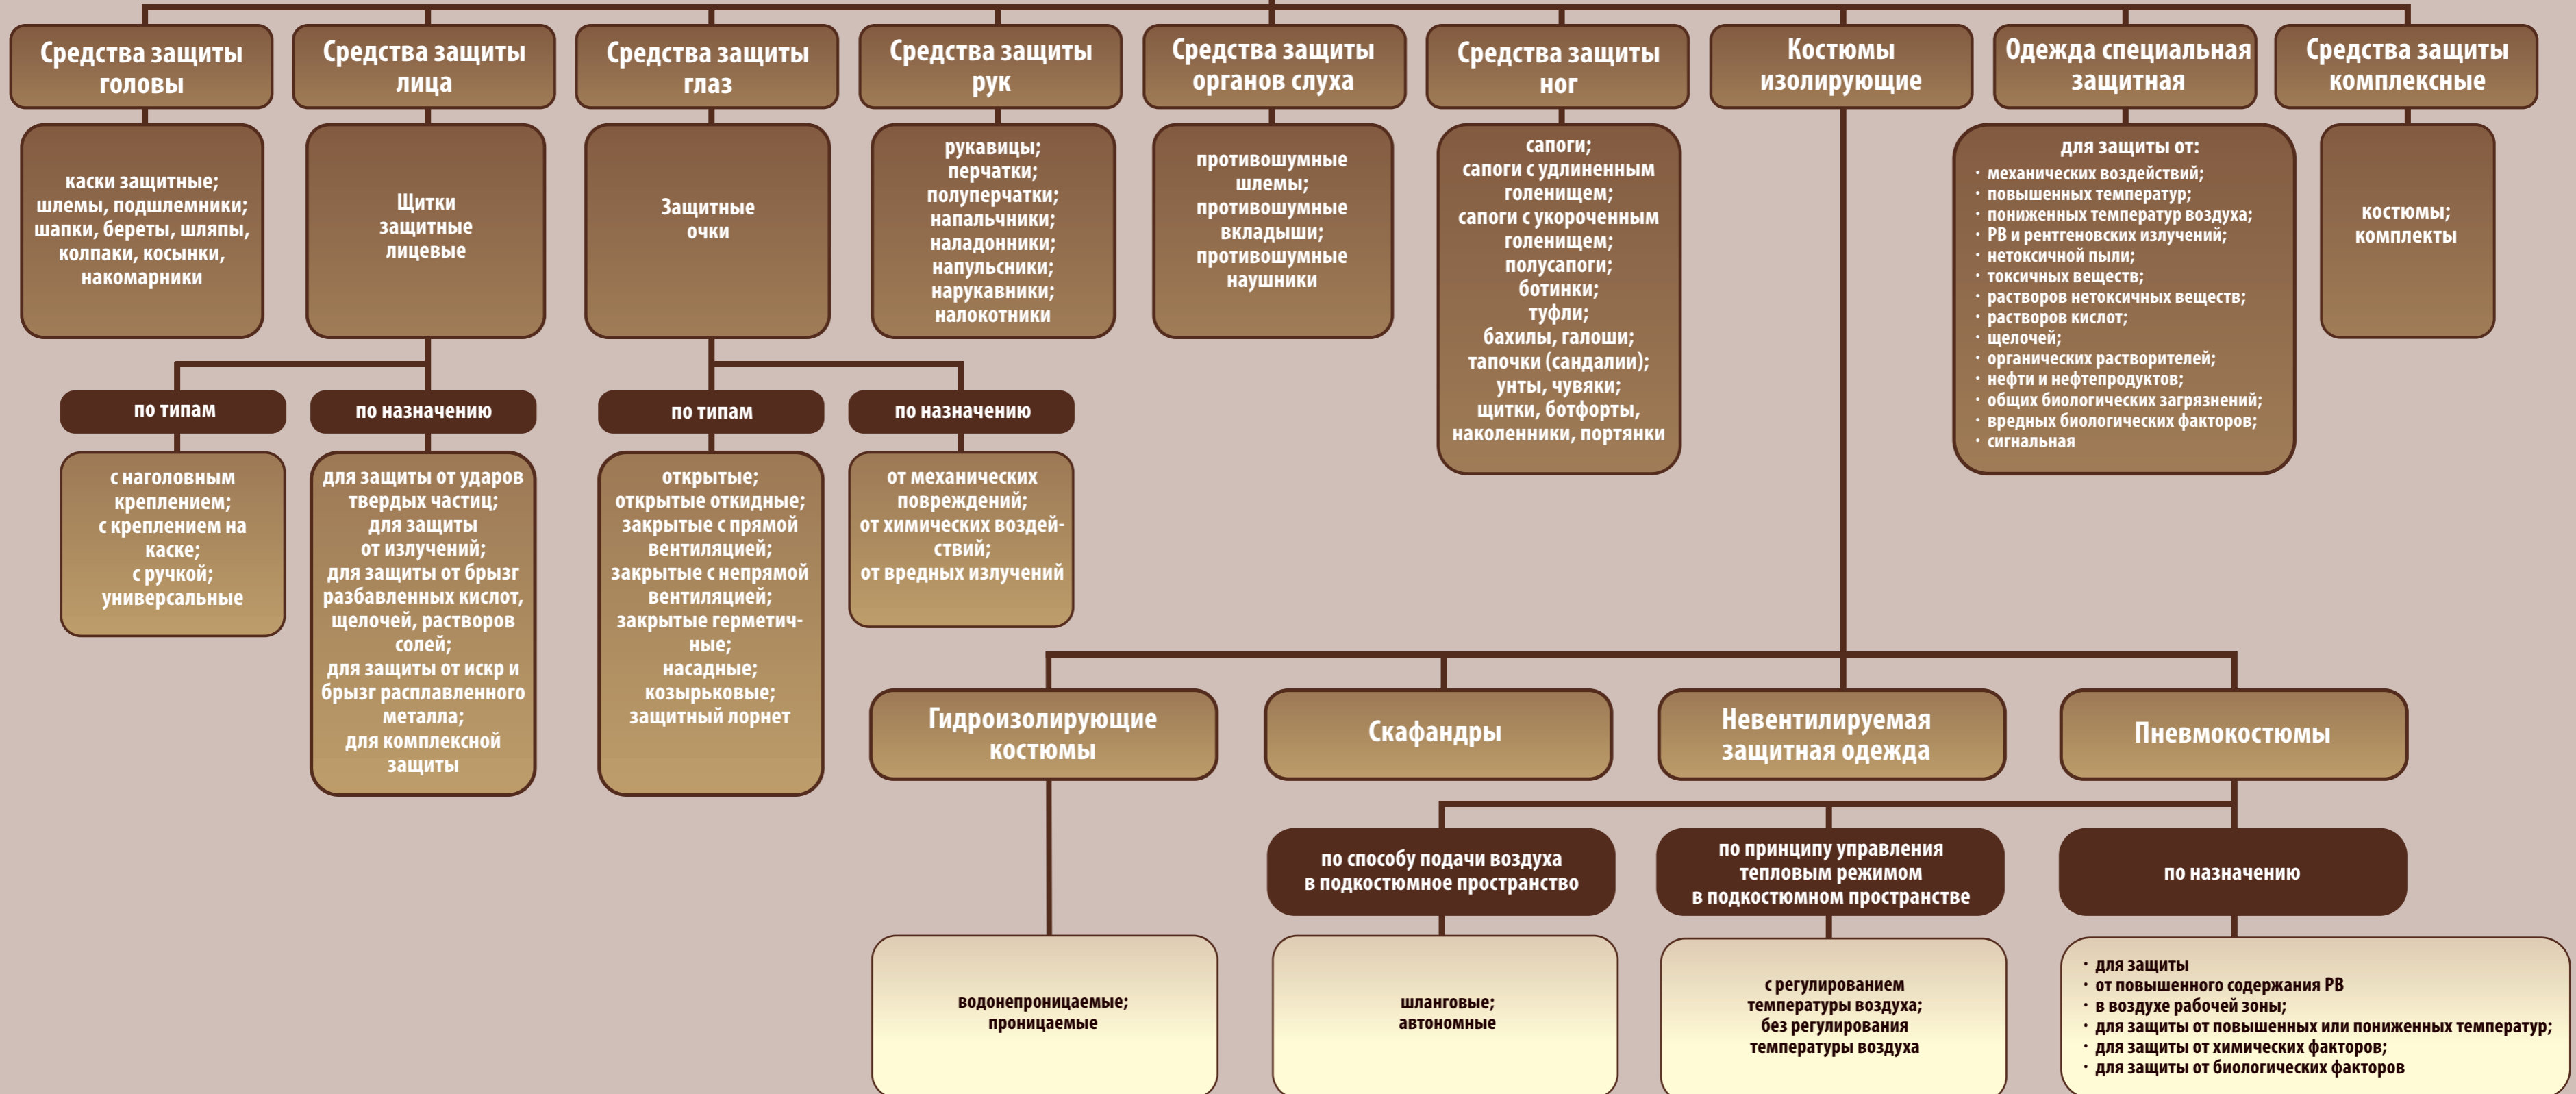 Средства защиты
головы
Средства защиты
лица
Средства защиты
глаз
Средства защиты
рук
Средства защиты
органов слуха
Средства защиты
ног
Костюмы
изолирующие
Одежда специальная
защитная
Средства защиты
комплексные
каски защитные;
шлемы, подшлемники;
шапки, береты, шляпы,
колпаки, косынки,
накомарники
Щитки
защитные
лицевые
Защитные
очки
рукавицы;
перчатки;
полуперчатки;
напальчники;
наладонники;
напульсники;
нарукавники;
налокотники
противошумные
шлемы;
противошумные
вкладыши;
противошумные
наушники
сапоги;
сапоги с удлиненным
голенищем;
сапоги с укороченным
голенищем;
полусапоги;
ботинки;
туфли;
бахилы, галоши;
тапочки (сандалии);
унты, чувяки;
щитки, ботфорты,
наколенники, портянки
для защиты от:
· механических воздействий;
· повышенных температур;
· пониженных температур воздуха;
· РВ и рентгеновских излучений;
· нетоксичной пыли;
· токсичных веществ;
· растворов нетоксичных веществ;
· растворов кислот;
· щелочей;
· органических растворителей;
· нефти и нефтепродуктов;
· общих биологических загрязнений;
· вредных биологических факторов;
· сигнальная
костюмы;
комплекты
по типам
по назначению
по типам
по назначению
с наголовным
креплением;
с креплением на
каске;
с ручкой;
универсальные
для защиты от ударов
твердых частиц;
для защиты
от излучений;
для защиты от брызг
разбавленных кислот,
щелочей, растворов
солей;
для защиты от искр и
брызг расплавленного
металла;
для комплексной
защиты
открытые;
открытые откидные;
закрытые с прямой
вентиляцией;
закрытые с непрямой
вентиляцией;
закрытые герметич-
ные;
насадные;
козырьковые;
защитный лорнет
от механических
повреждений;
от химических воздей-
ствий;
от вредных излучений
Гидроизолирующие
костюмы
Скафандры
Невентилируемая
защитная одежда
Пневмокостюмы
по способу подачи воздуха
в подкостюмное пространство
по принципу управления
тепловым режимом
в подкостюмном пространстве
по назначению
водонепроницаемые;
проницаемые
шланговые;
автономные
с регулированием
температуры воздуха;
без регулирования
температуры воздуха
· для защиты
· от повышенного содержания РВ
· в воздухе рабочей зоны;
· для защиты от повышенных или пониженных температур;
· для защиты от химических факторов;
· для защиты от биологических факторов